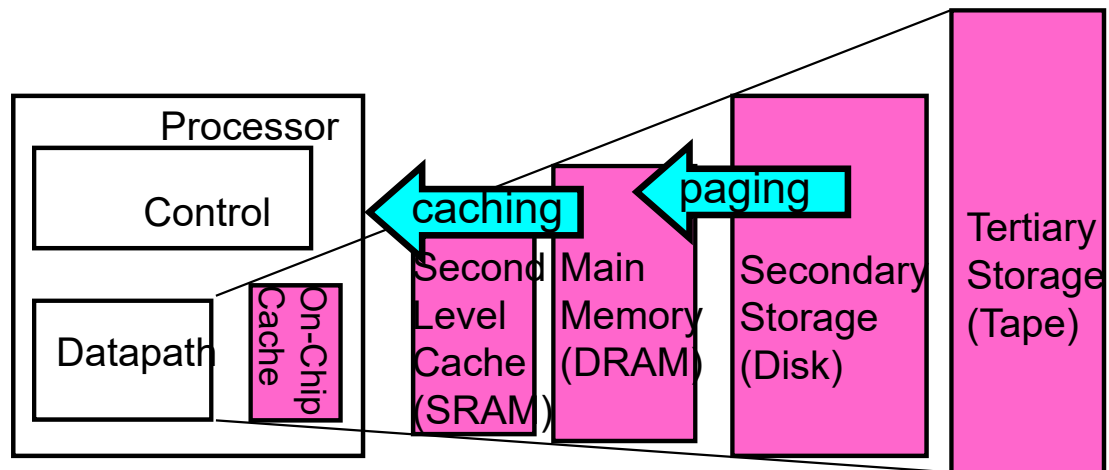 Processor
Control
Datapath
On-Chip
Cache
caching
Second
Level
Cache
(SRAM)
paging
Main
Memory
(DRAM)
Secondary
Storage
(Disk)
Tertiary
Storage
(Tape)